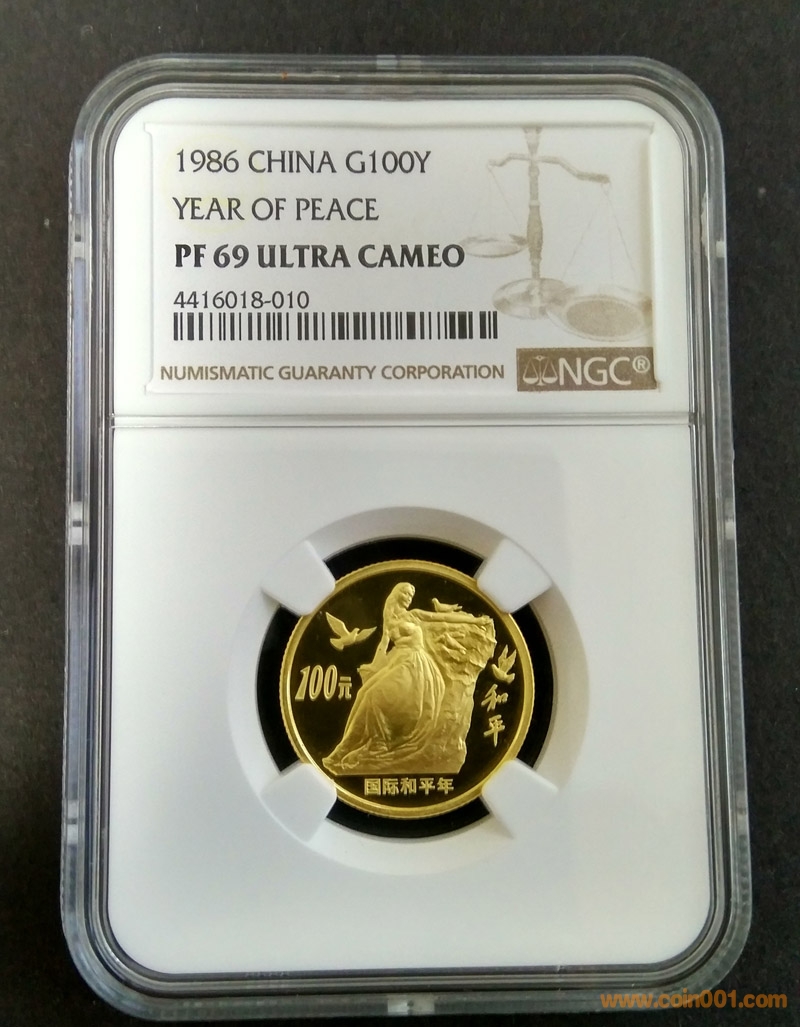 1986 CHINA G100Y
YEAR OF PEACE
PF 69 ULTRA CAMEO
4416018-010
NUMISMATIC GUARANTY CORPORATION
NGC®
100元
和平
国际和平年
www.coin001.com